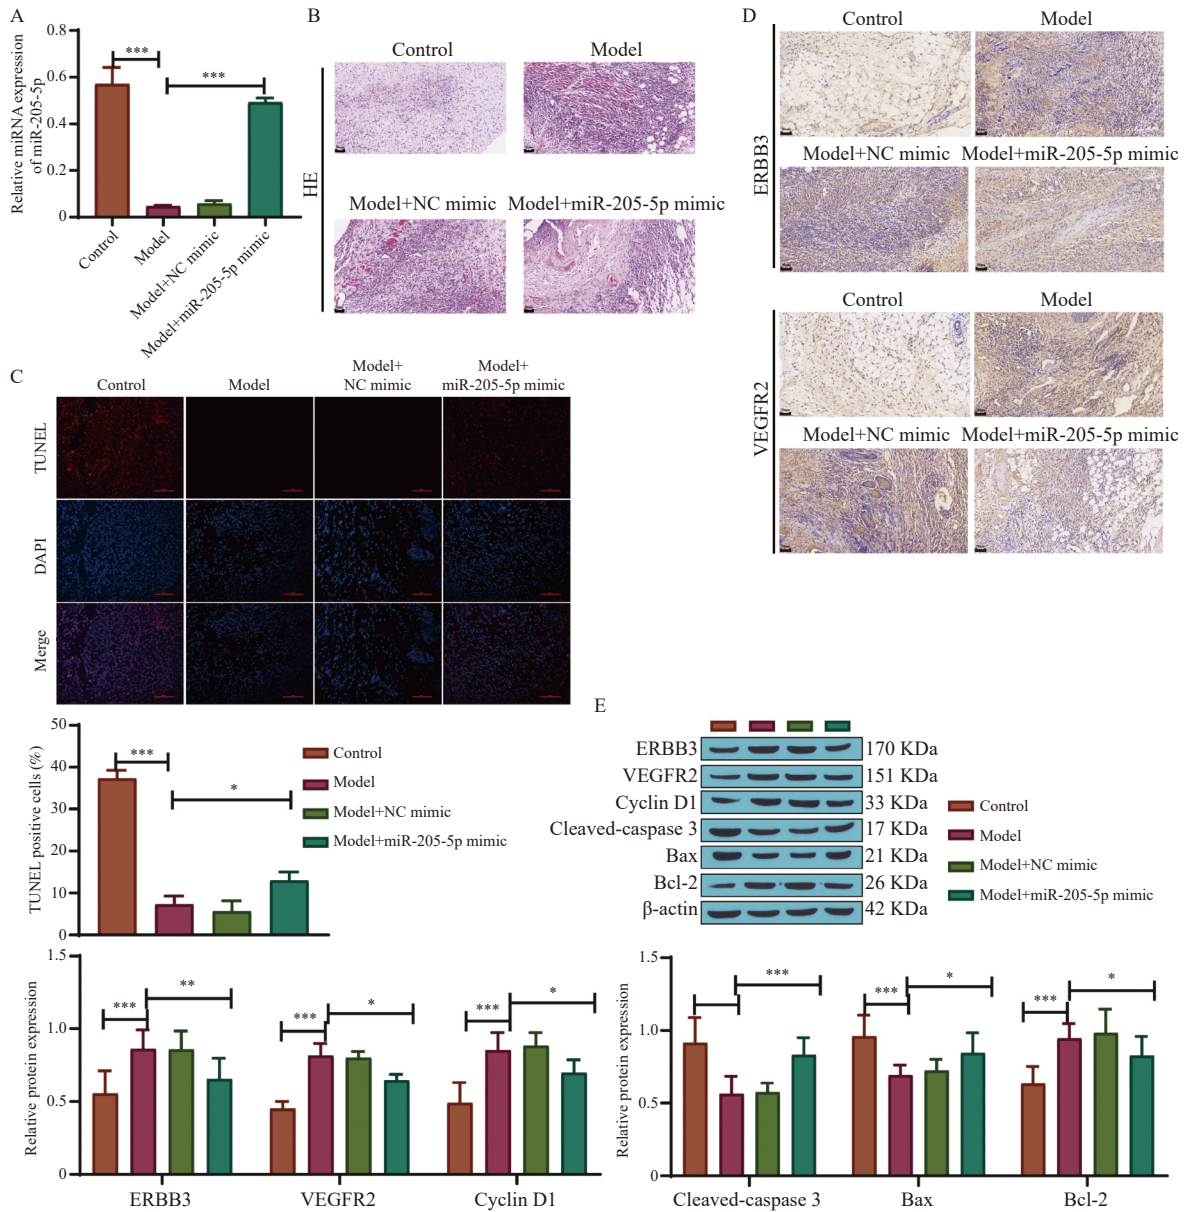 A
Relative miRNA expression
of miR-205-5p
0.8
0.6
0.4
0.2
0
***
***
Control
Model
Model+NC mimic
Model+miR-205-5p mimic
B
HE
Control
Model
Model+NC mimic
Model+miR-205-5p mimic
D
ERBB3
Control
Model
Model+NC mimic
Model+miR-205-5p mimic
VEGFR2
Control
Model
Model+NC mimic
Model+miR-205-5p mimic
C
Control
Model
Model+
NC mimic
Model+
miR-205-5p mimic
TUNEL
DAPI
Merge
TUNEL positive cells (%)
50
40
30
20
10
0
***
*
Control
Model
Model+NC mimic
Model+miR-205-5p mimic
E
ERBB3
170 KDa
VEGFR2
151 KDa
Cyclin D1
33 KDa
Cleaved-caspase 3
17 KDa
Bax
21 KDa
Bcl-2
26 KDa
β-actin
42 KDa
Control
Model
Model+NC mimic
Model+miR-205-5p mimic
Relative protein expression
1.5
1.0
0.5
0
***
**
***
*
***
*
ERBB3
VEGFR2
Cyclin D1
Relative protein expression
1.5
1.0
0.5
0
***
***
*
***
*
Cleaved-caspase 3
Bax
Bcl-2